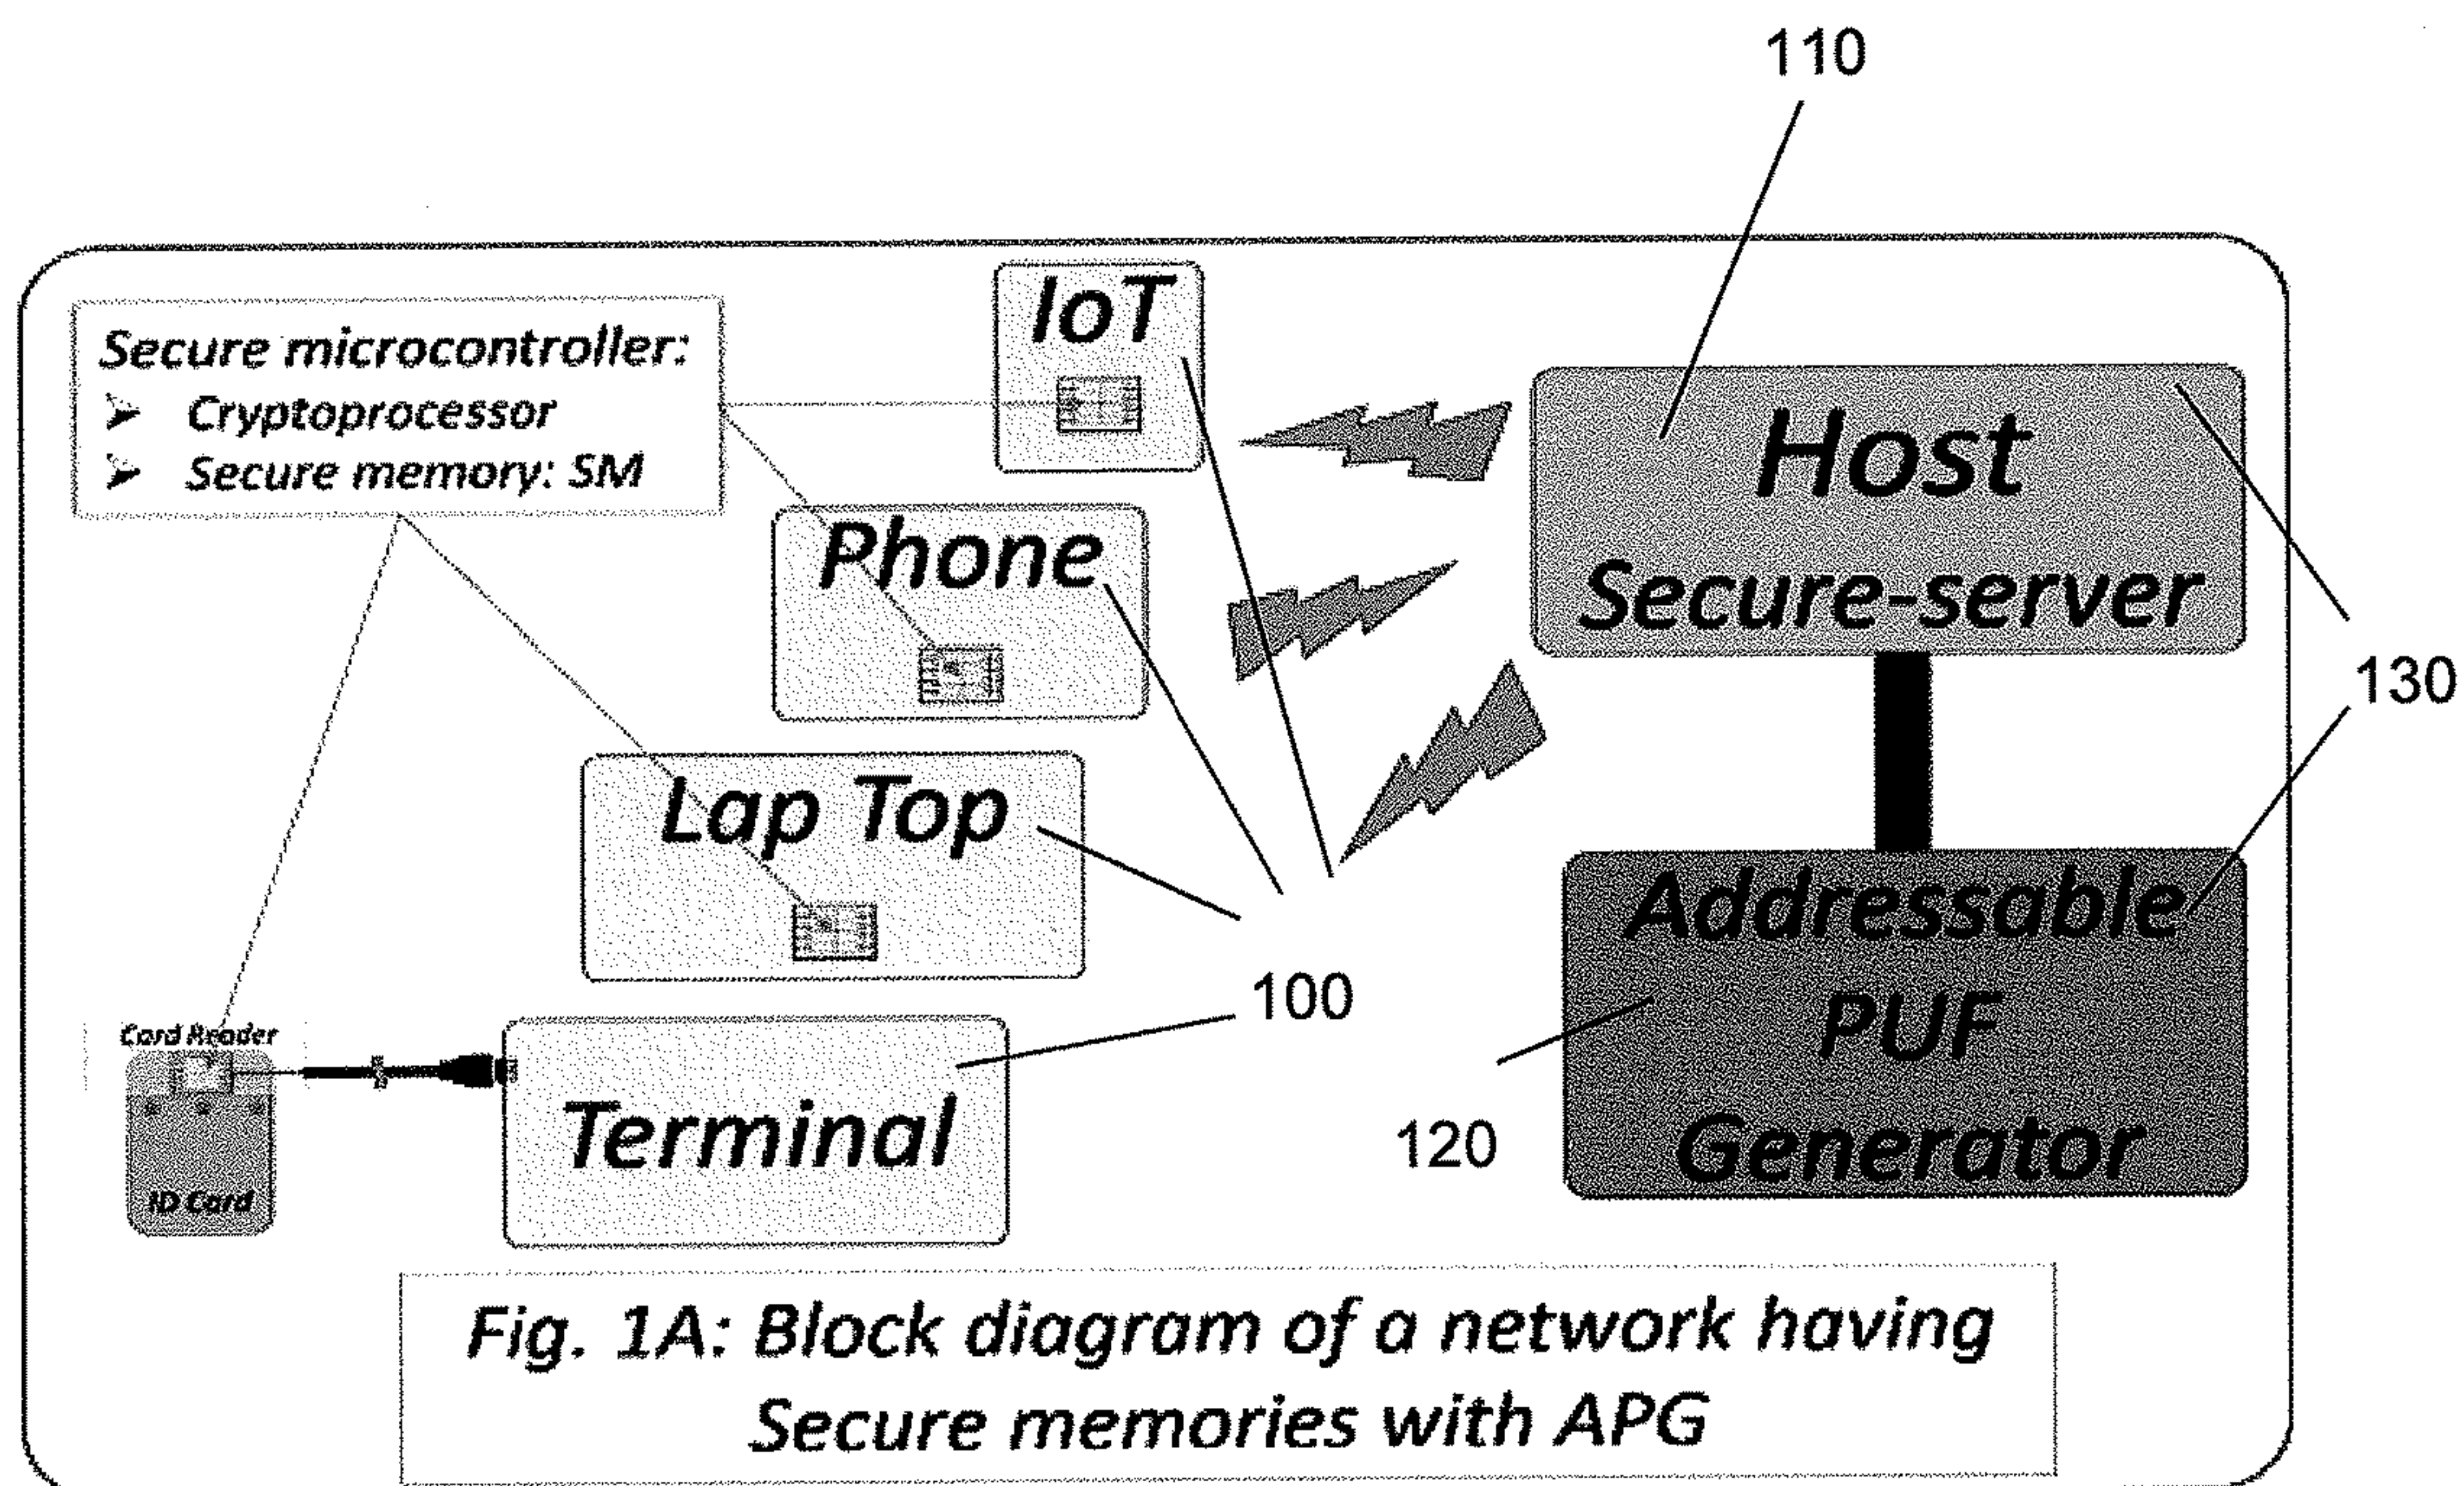 110
Secure microcontroller:
➤ Cryptoprocessor
➤ Secure memory: SM
IoT
Phone
Lap Top
Card Reader
ID Card
Terminal
100
Host
Secure-server
130
Addressable
PUF
Generator
120
Fig. 1A: Block diagram of a network having
Secure memories with APG